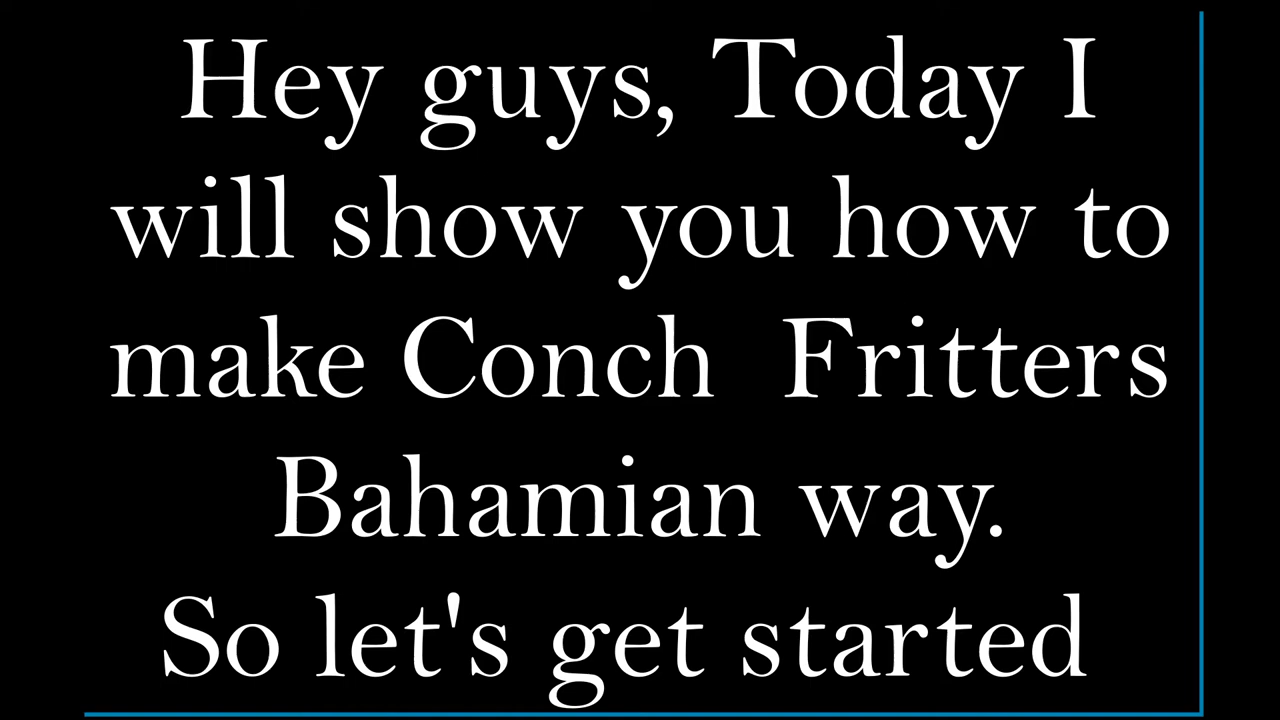 Hey guys, Today I
will show you how to
make Conch  Fritters
Bahamian way.
So let's get started